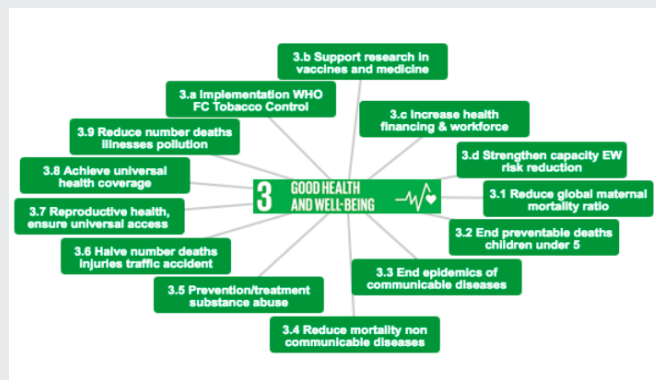 3.b Support research in
vaccines and medicine
3.a Implementation WHO
FC Tobacco Control
3.c Increase health
financing & workforce
3.9 Reduce number deaths
illnesses pollution
3.d Strengthen capacity EW
risk reduction
3.8 Achieve universal
health coverage
3 GOOD HEALTH
AND WELL-BEING
3.1 Reduce global maternal
mortality ratio
3.7 Reproductive health,
ensure universal access
3.2 End preventable deaths
children under 5
3.6 Halve number deaths
injuries traffic accident
3.3 End epidemics of
communicable diseases
3.5 Prevention/treatment
substance abuse
3.4 Reduce mortality non
communicable diseases